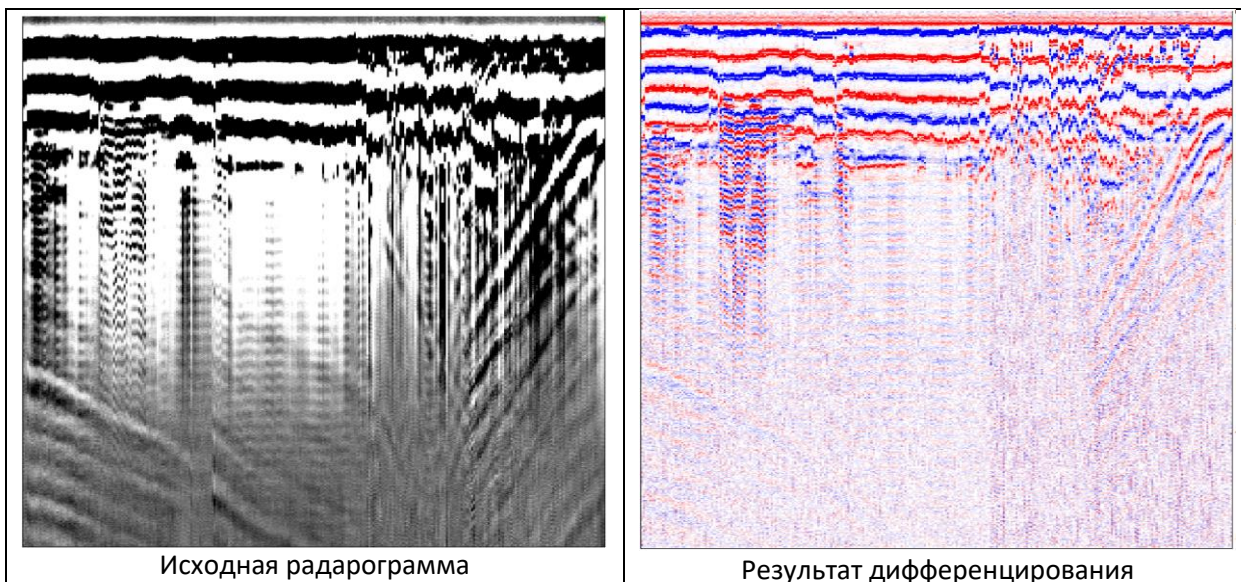 Исходная радарограмма
Результат дифференцирования